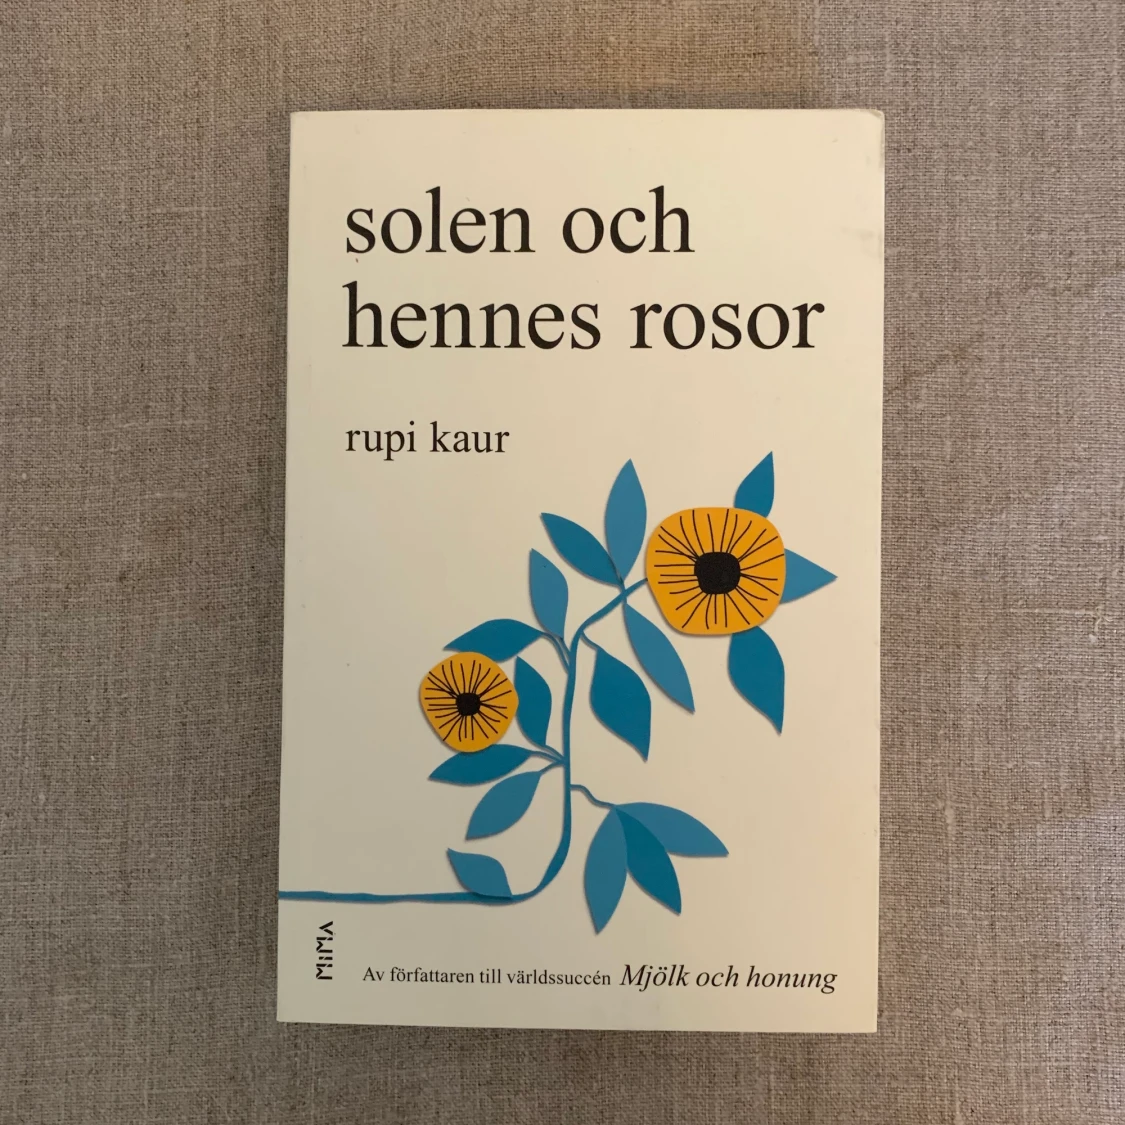 solen och
hennes rosor
rupi kaur
MIMA
Av författaren till världssuccén Mjölk och honung